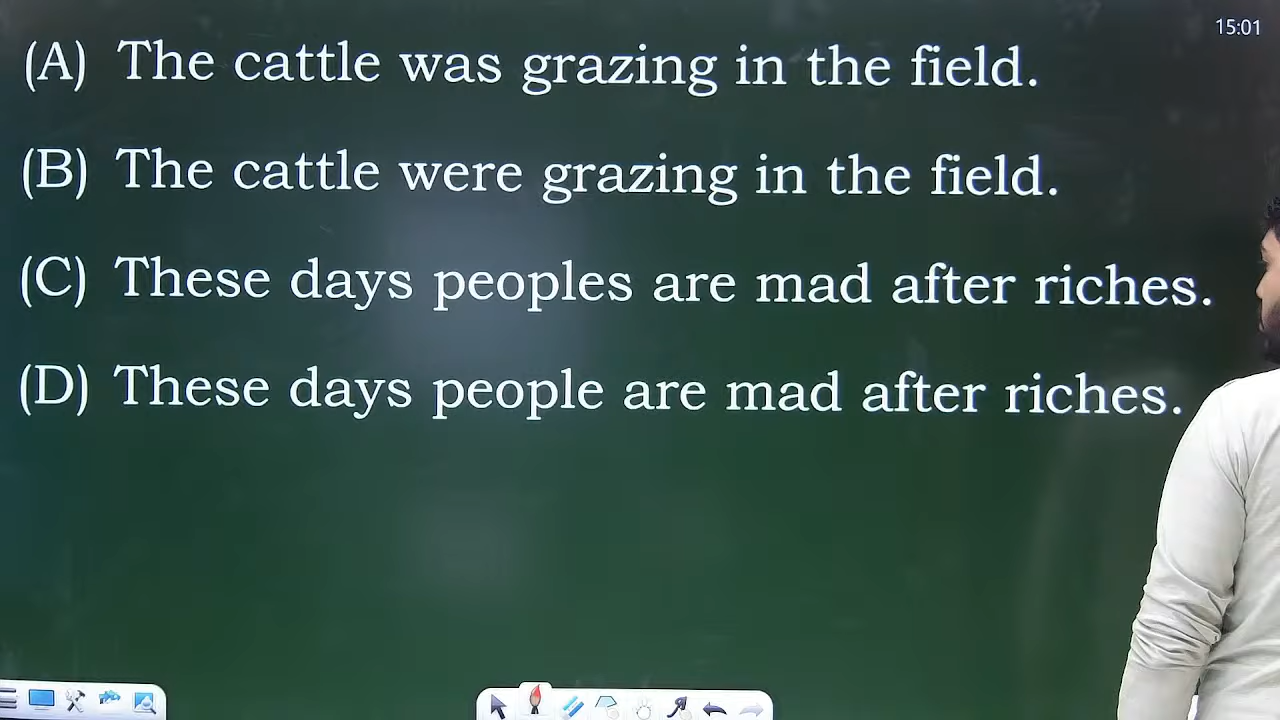 15:01
(A) The cattle was grazing in the field.
(B) The cattle were grazing in the field.
(C) These days peoples are mad after riches.
(D) These days people are mad after riches.